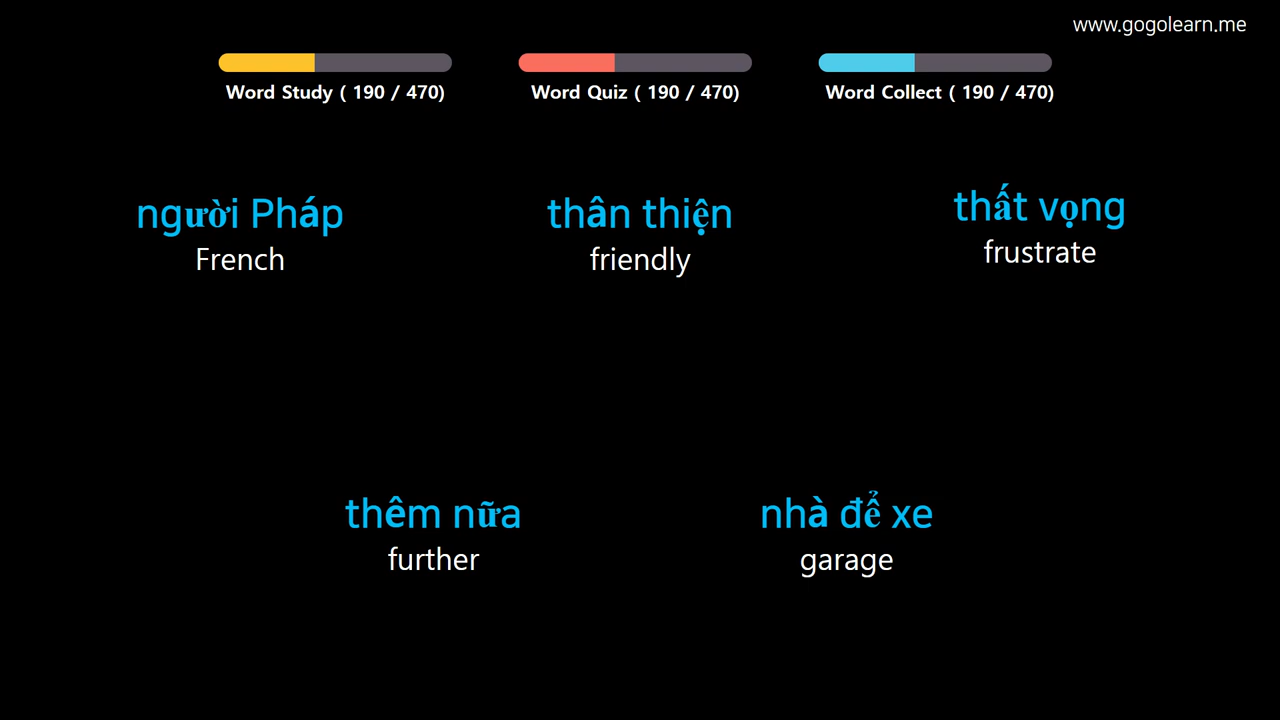 www.gogolearn.me
Word Study ( 190 / 470)
Word Quiz ( 190 / 470)
Word Collect ( 190 / 470)
người Pháp
French
thân thiện
friendly
thất vọng
frustrate
thêm nữa
further
nhà để xe
garage